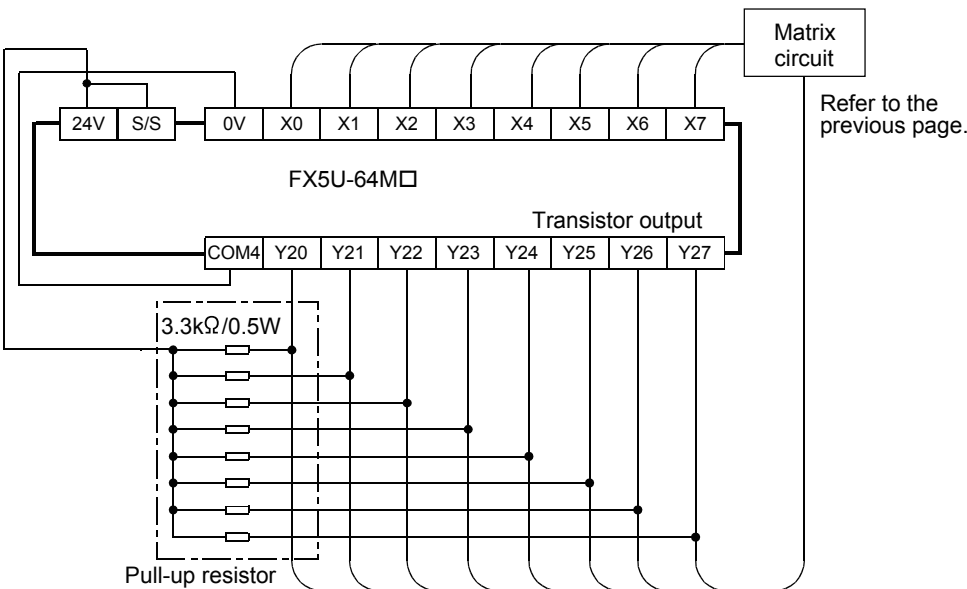 Matrix
circuit
Refer to the
previous page.
24V S/S 0V X0 X1 X2 X3 X4 X5 X6 X7
FX5U-64M□
Transistor output
COM4 Y20 Y21 Y22 Y23 Y24 Y25 Y26 Y27
3.3kΩ/0.5W
Pull-up resistor